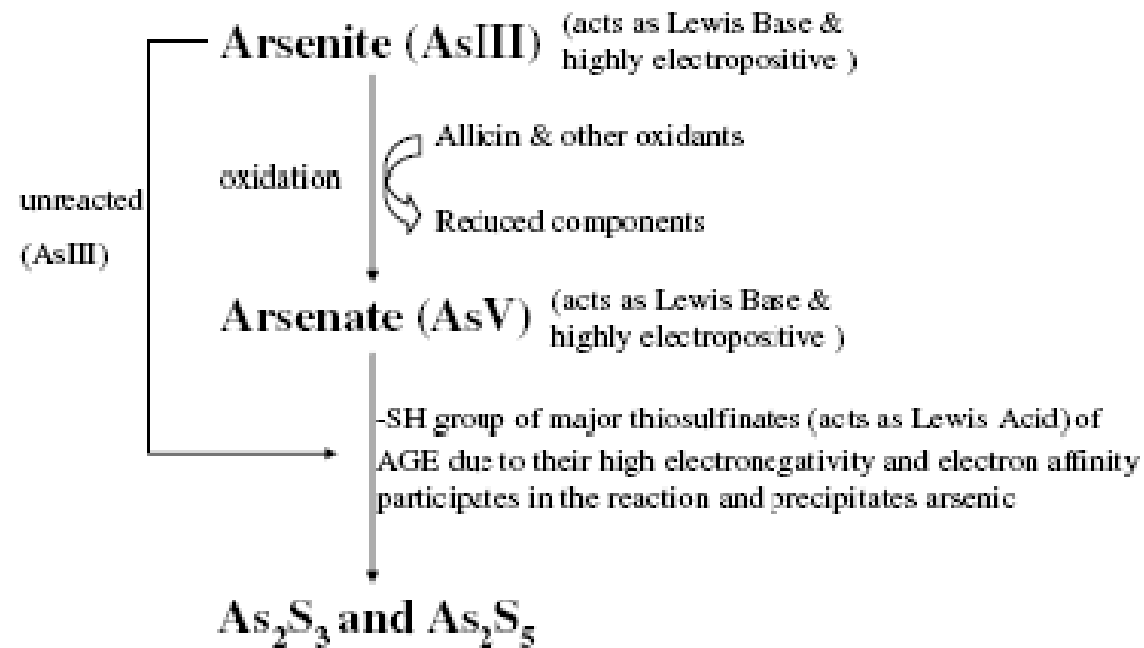 Arsenite (AsIII) (acts as Lewis Base &
highly electropositive )
Allicin & other oxidants
oxidation
unreacted
(AsIII)
Reduced components
Arsenate (AsV) (acts as Lewis Base &
highly electropositive )
-SH group of major thiosulfinates (acts as Lewis Acid) of
AGE due to their high electronegativity and electron affinity
participates in the reaction and precipitates arsenic
As₂S₃ and As₂S₅